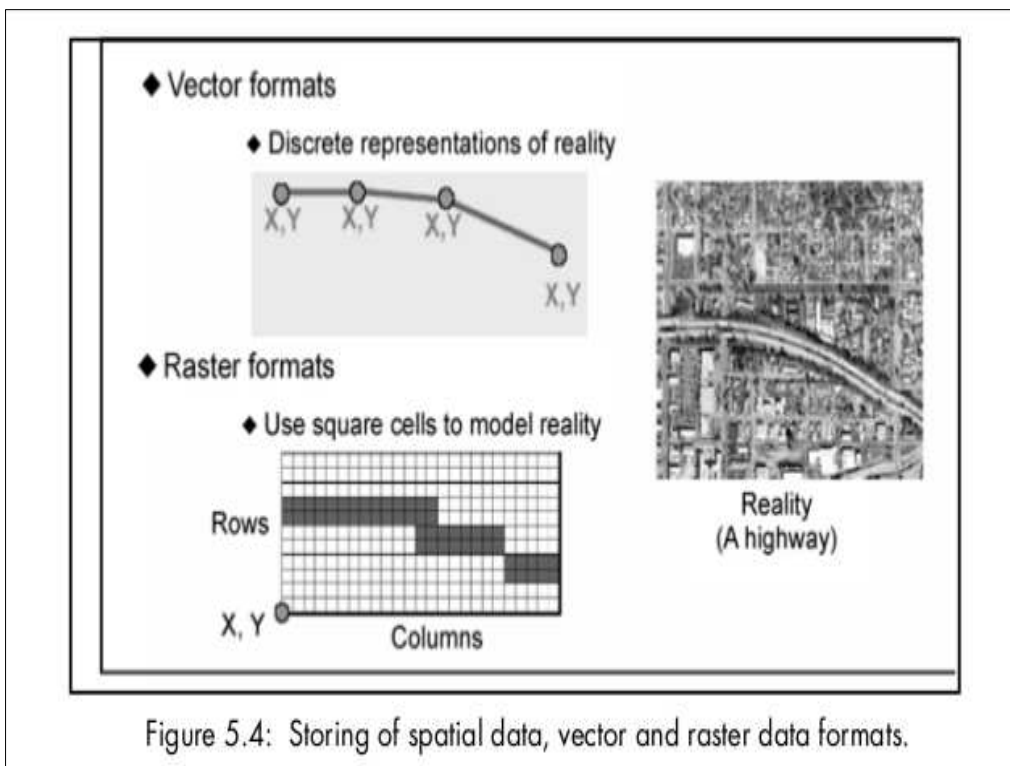 ♦ Vector formats
♦ Discrete representations of reality
X,Y X,Y X,Y
X,Y
♦ Raster formats
♦ Use square cells to model reality
Rows
X, Y
Columns
Reality
(A highway)
Figure 5.4: Storing of spatial data, vector and raster data formats.